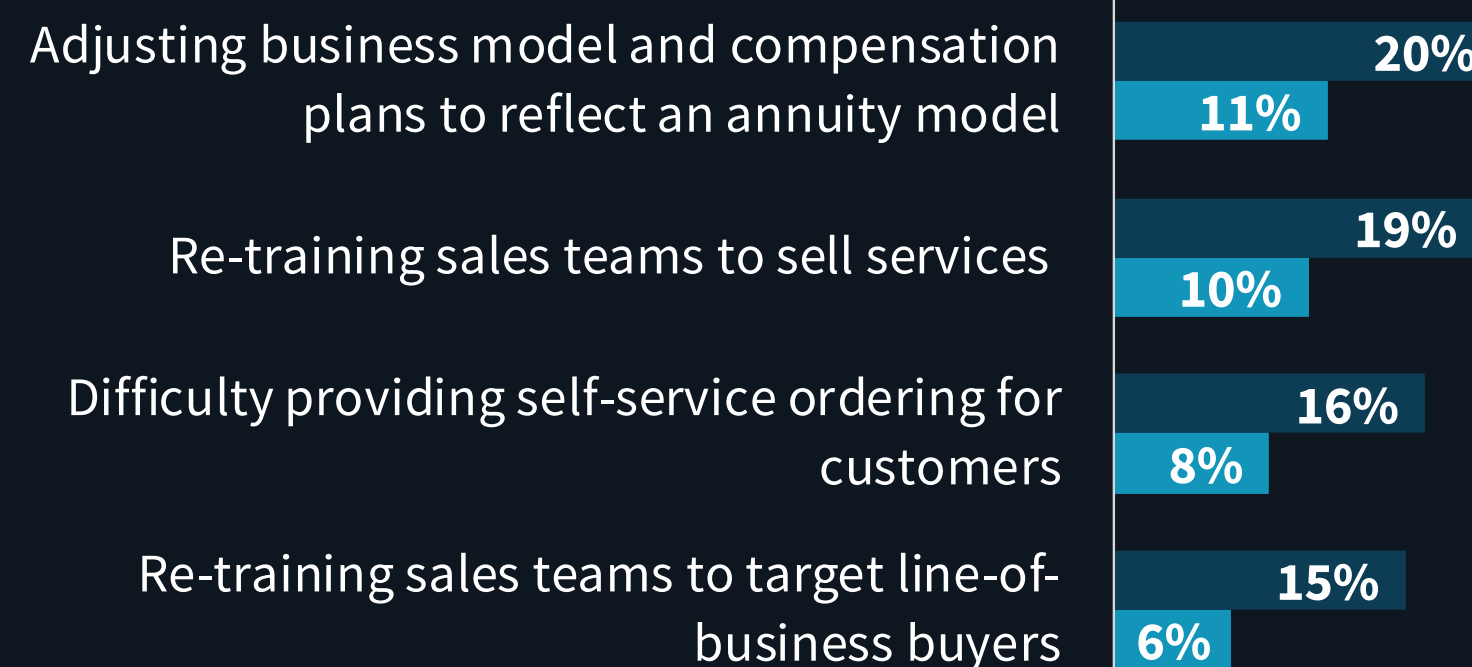 Adjusting business model and compensation
plans to reflect an annuity model
20%
11%
Re-training sales teams to sell services
19%
10%
Difficulty providing self-service ordering for
customers
16%
8%
Re-training sales teams to target line-of-
business buyers
15%
6%